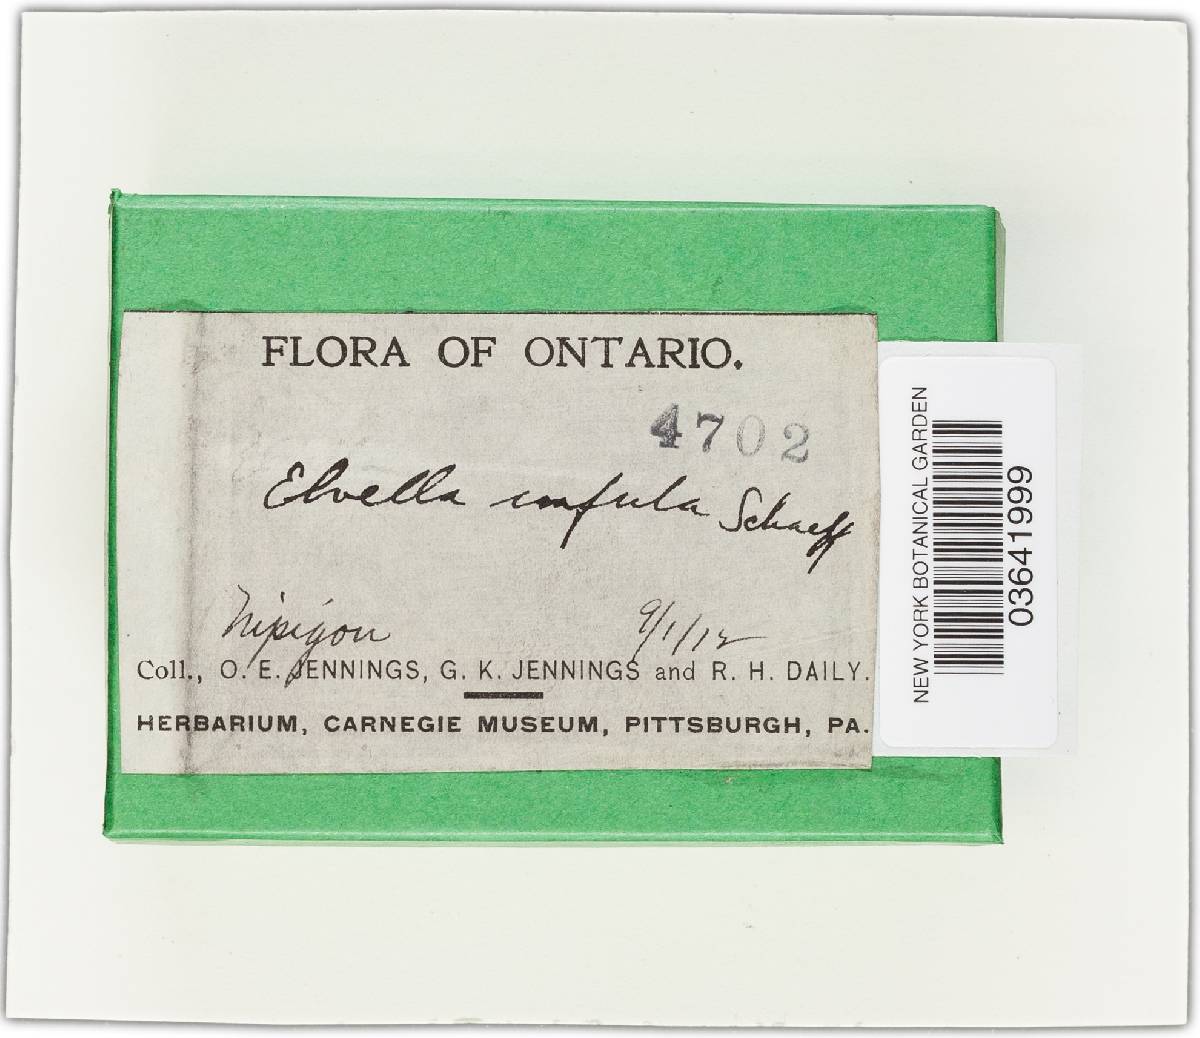 FLORA OF ONTARIO.
4702
Elvella infula Schaeff
Nipigon 9/1/12
Coll., O. E. JENNINGS, G. K. JENNINGS and R. H. DAILY.
HERBARIUM, CARNEGIE MUSEUM, PITTSBURGH, PA.
NEW YORK BOTANICAL GARDEN
03641999